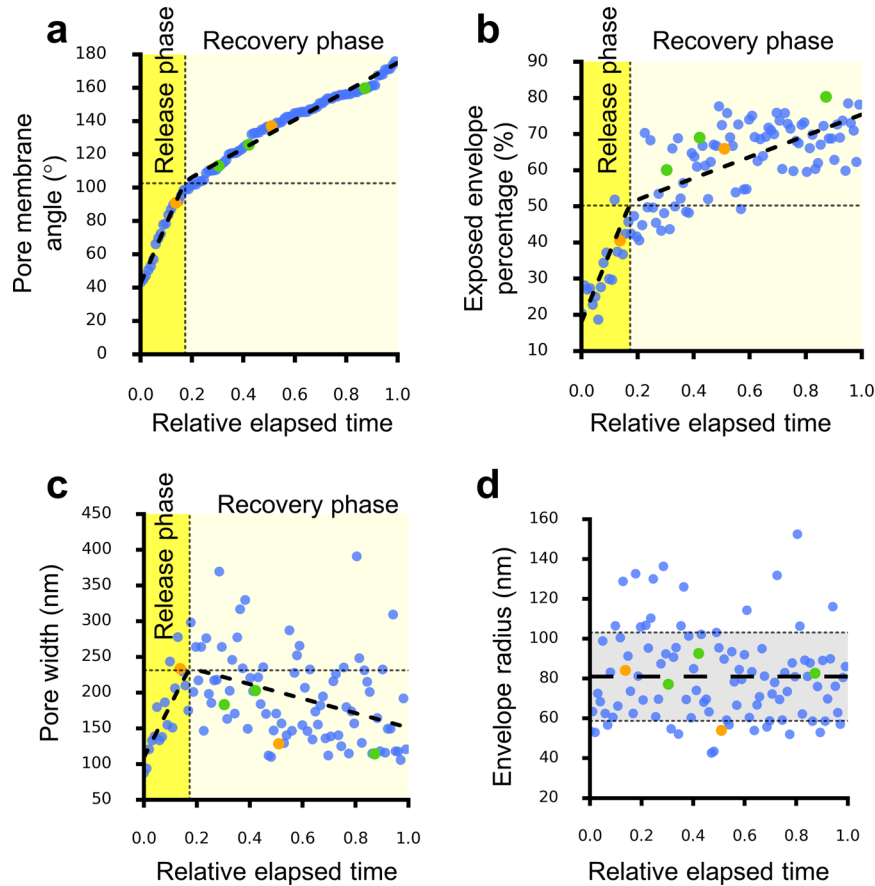 a
Recovery phase
Release phase
Pore membrane
angle (°)
180
160
140
120
100
80
60
40
20
0
0.0 0.2 0.4 0.6 0.8 1.0
Relative elapsed time
b
Recovery phase
Release phase
Exposed envelope
percentage (%)
90
80
70
60
50
40
30
20
10
0.0 0.2 0.4 0.6 0.8 1.0
Relative elapsed time
c
Recovery phase
Release phase
Pore width (nm)
450
400
350
300
250
200
150
100
50
0.0 0.2 0.4 0.6 0.8 1.0
Relative elapsed time
d
Envelope radius (nm)
160
140
120
100
80
60
40
20
0.0 0.2 0.4 0.6 0.8 1.0
Relative elapsed time